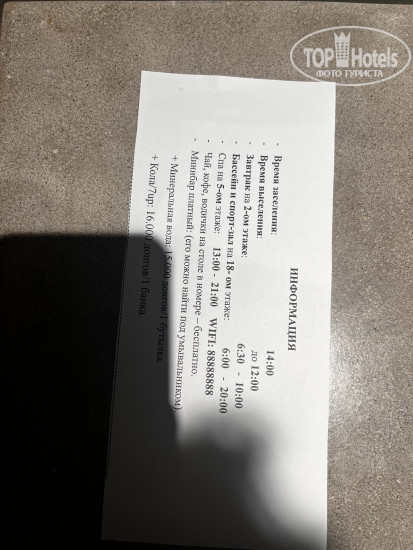 TOP Hotels
ФОТО ТУРИСТА
ИНФОРМАЦИЯ
- Время заселения: 14:00
- Время выселения: до 12:00
- Завтрак на 2-ом этаже: 6:30 - 10:00
- Бассейн и спорт-зал на 18- ом этаже: 6:00 - 20:00
- Спа на 5-ом этаже: 13:00 - 21:00 WIFI: 88888888
- Чай, кофе, водички на столе в номере – бесплатно.
- Минибар платный: (его можно найти под умывальником)
+ Минеральная вода: 15.000 донгов/1 бутылка.
+ Кола/7up: 16.000 донгов/1 банка.